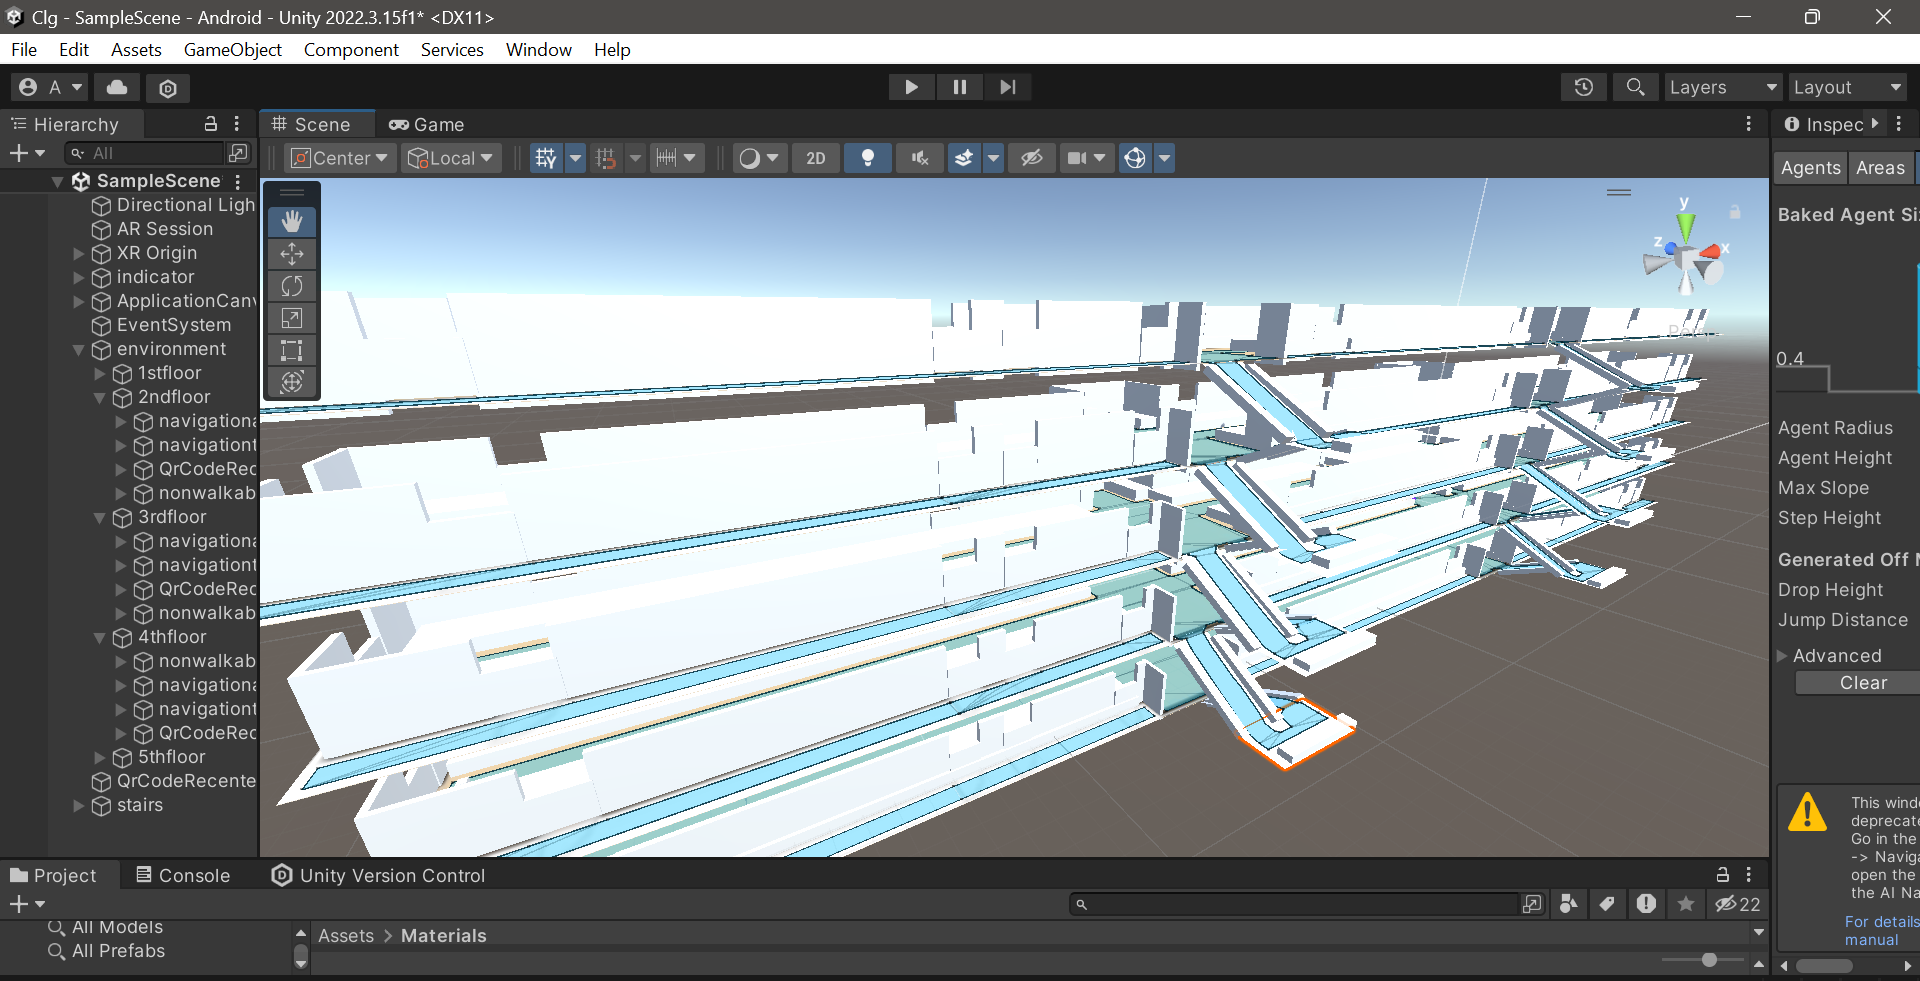 Clg - SampleScene - Android - Unity 2022.3.15f1* <DX11>
File Edit Assets GameObject Component Services Window Help
A
Layers Layout
Hierarchy
Scene
Game
Inspec
All
Center
Local
2D
Agents
Areas
SampleScene
Directional Ligh
AR Session
XR Origin
indicator
ApplicationCanv
EventSystem
environment
1stfloor
2ndfloor
navigationa
navigationt
QrCodeRec
nonwalkab
3rdfloor
navigationa
navigationt
QrCodeRec
nonwalkab
4thfloor
nonwalkab
navigationa
navigationt
QrCodeRec
5thfloor
QrCodeRecente
stairs
y
z
x
Baked Agent Si
0.4
Agent Radius
Agent Height
Max Slope
Step Height
Generated Off M
Drop Height
Jump Distance
Advanced
Clear
This windo
deprecate
Go in the
-> Naviga
open the
the AI Na
For details
manual
Project
Console
Unity Version Control
22
All Models
All Prefabs
Assets > Materials